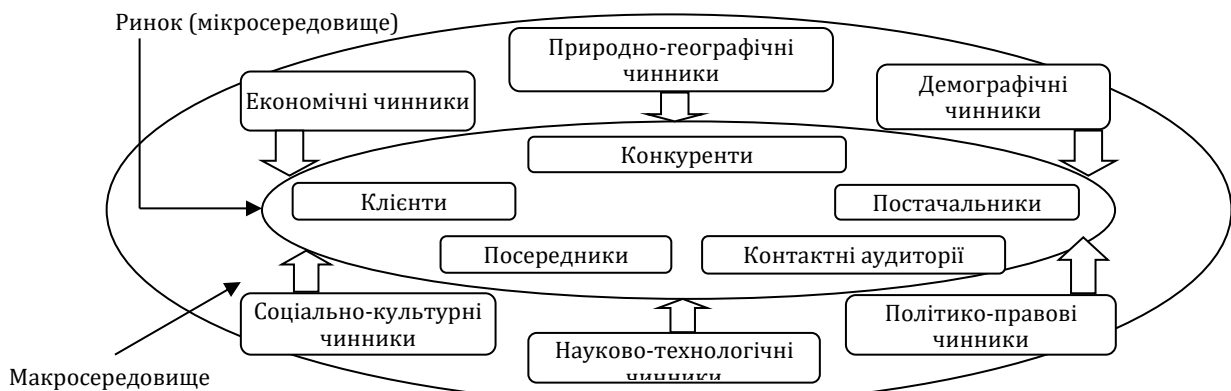 Ринок (мікросередовище)
Природно-географічні
чинники
Економічні чинники
Демографічні
чинники
Конкуренти
Клієнти
Постачальники
Посередники
Контактні аудиторії
Соціально-культурні
чинники
Науково-технологічні
чинники
Політико-правові
чинники
Макросередовище